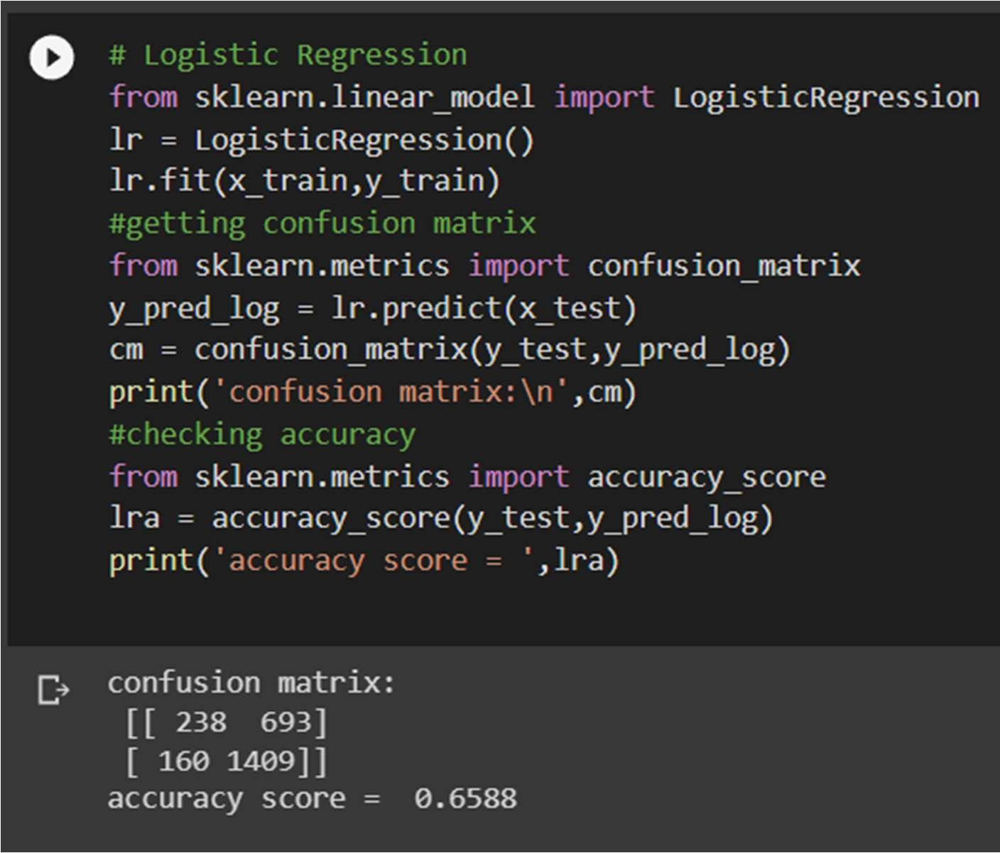 # Logistic Regression
from sklearn.linear_model import LogisticRegression
lr = LogisticRegression()
lr.fit(x_train,y_train)
#getting confusion matrix
from sklearn.metrics import confusion_matrix
y_pred_log = lr.predict(x_test)
cm = confusion_matrix(y_test,y_pred_log)
print('confusion matrix:\n',cm)
#checking accuracy
from sklearn.metrics import accuracy_score
lra = accuracy_score(y_test,y_pred_log)
print('accuracy score = ',lra)
confusion matrix:
 [[ 238  693]
 [ 160 1409]]
accuracy score =  0.6588